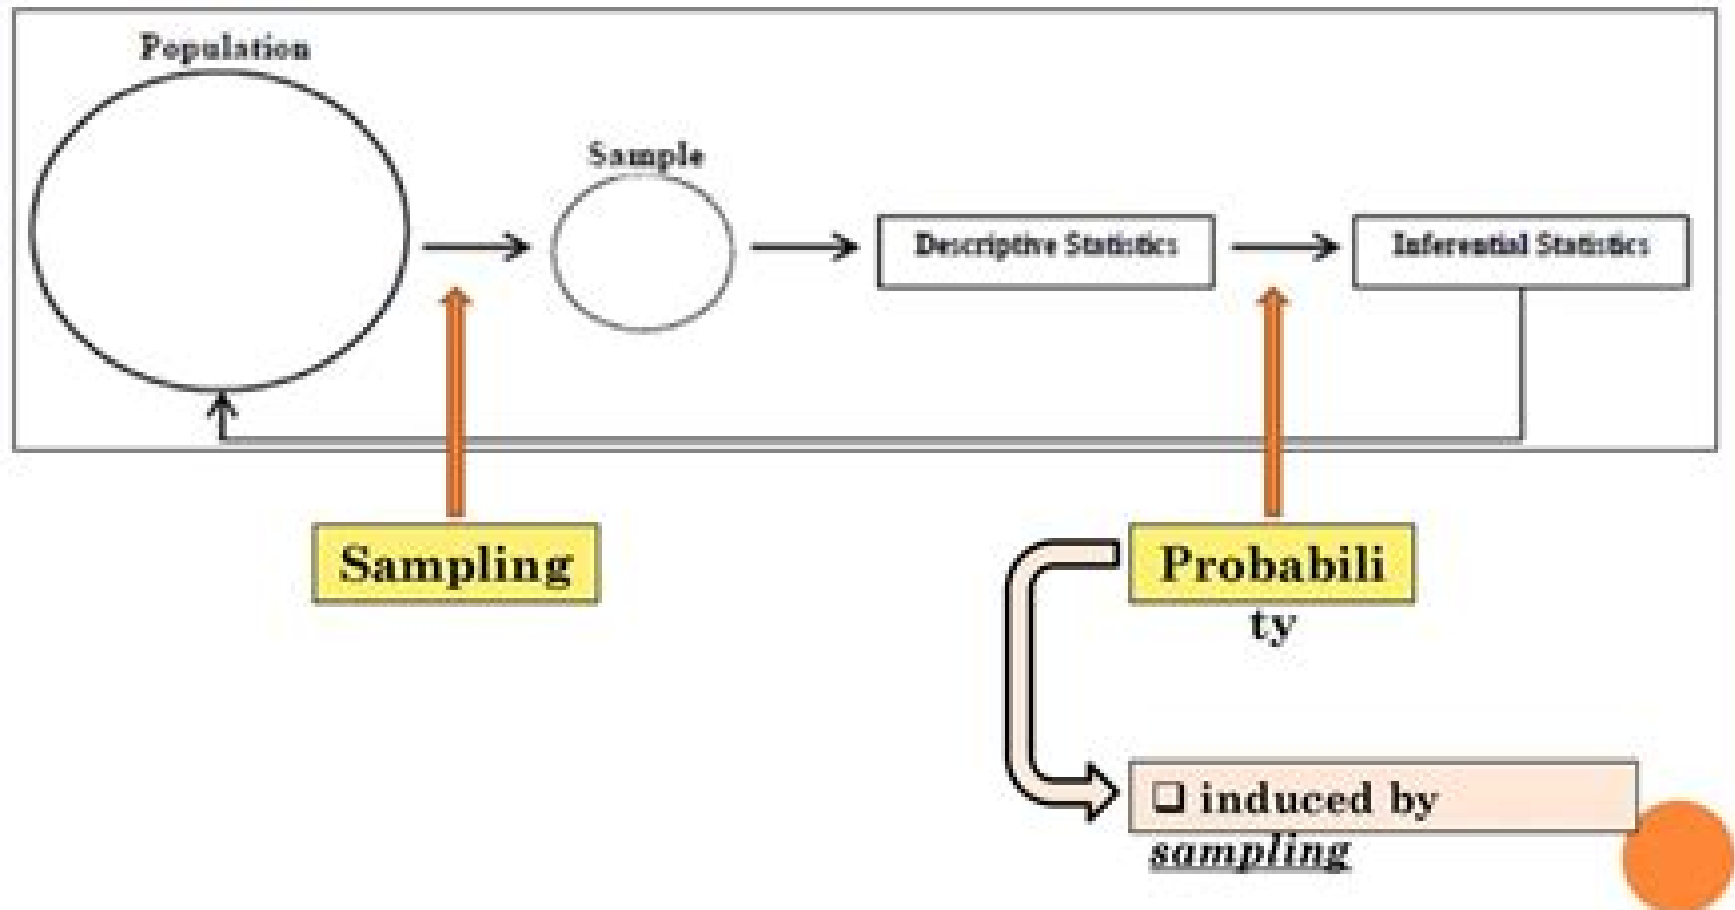 Population
Sample
Descriptive Statistics
Inferential Statistics
Sampling
Probabili
ty
❑ induced by
sampling